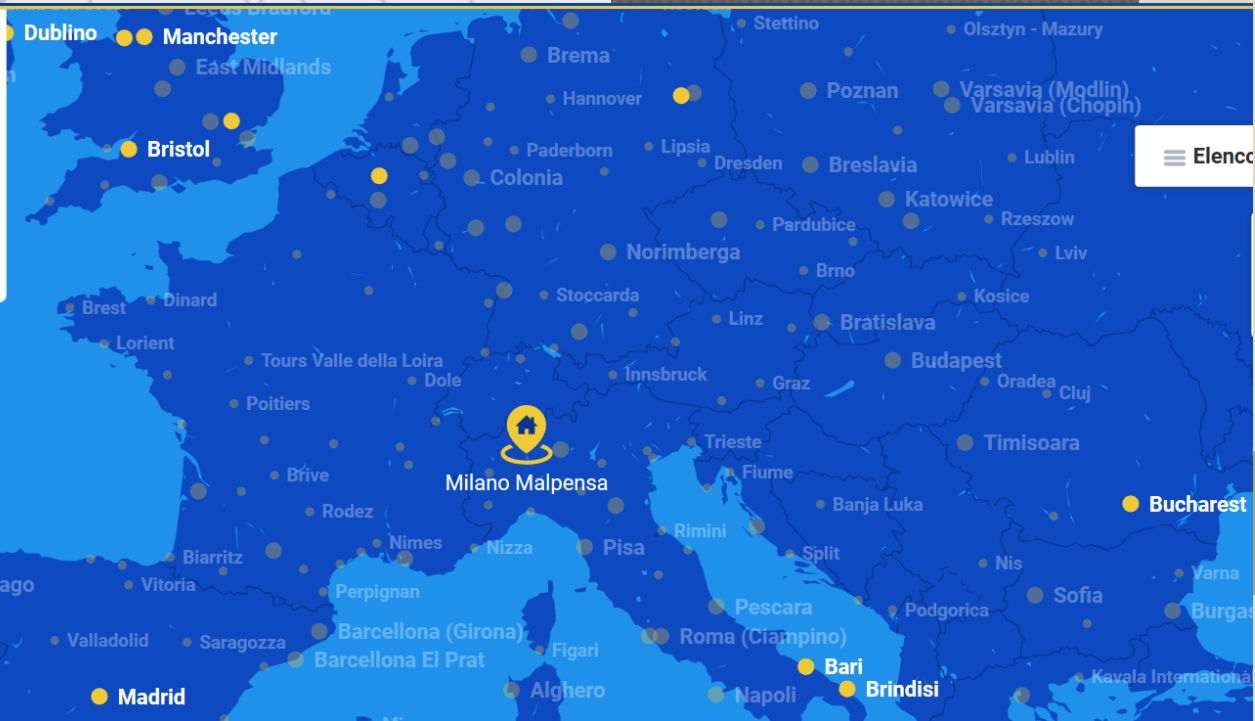 Leeds Bradford
Stettino
Dublino
Manchester
Olsztyn - Mazury
Brema
East Midlands
Poznan
Varsavia (Modlin)
Hannover
Varsavia (Chopin)
Bristol
Paderborn
Lipsia
Dresden
Breslavia
Lublin
Elenco
Colonia
Katowice
Pardubice
Rzeszow
Norimberga
Lviv
Brno
Brest
Dinard
Stoccarda
Kosice
Linz
Bratislava
Lorient
Tours Valle della Loira
Budapest
Dole
Innsbruck
Graz
Oradea
Cluj
Poitiers
Trieste
Timisoara
Brive
Milano Malpensa
Fiume
Banja Luka
Bucharest
Rodez
Rimini
Nimes
Nizza
Pisa
Biarritz
Split
Nis
Varna
ago
Vitoria
Perpignan
Sofia
Pescara
Podgorica
Burgas
Valladolid
Saragozza
Barcellona (Girona)
Roma (Ciampino)
Figari
Barcellona El Prat
Bari
Kavala International
Madrid
Alghero
Napoli
Brindisi